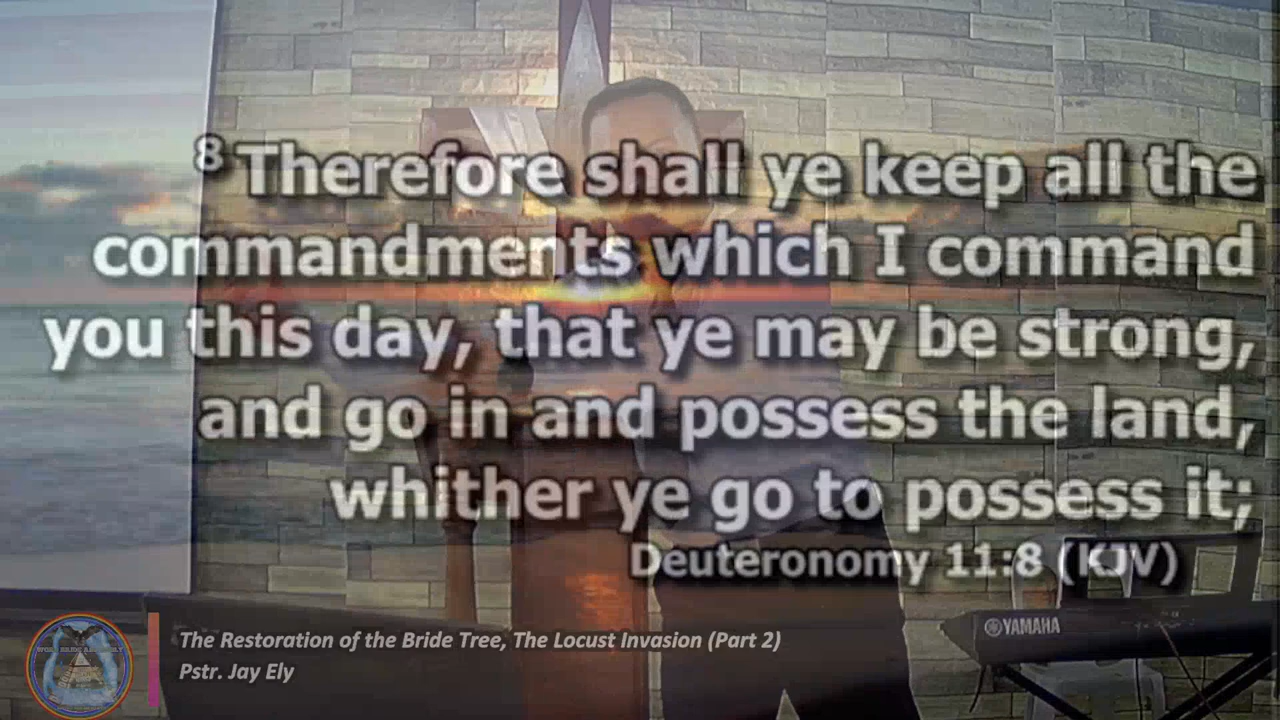 8 Therefore shall ye keep all the
commandments which I command
you this day, that ye may be strong,
and go in and possess the land,
whither ye go to possess it;
Deuteronomy 11:8 (KJV)
The Restoration of the Bride Tree, The Locust Invasion (Part 2)
Pstr. Jay Ely
YAMAHA